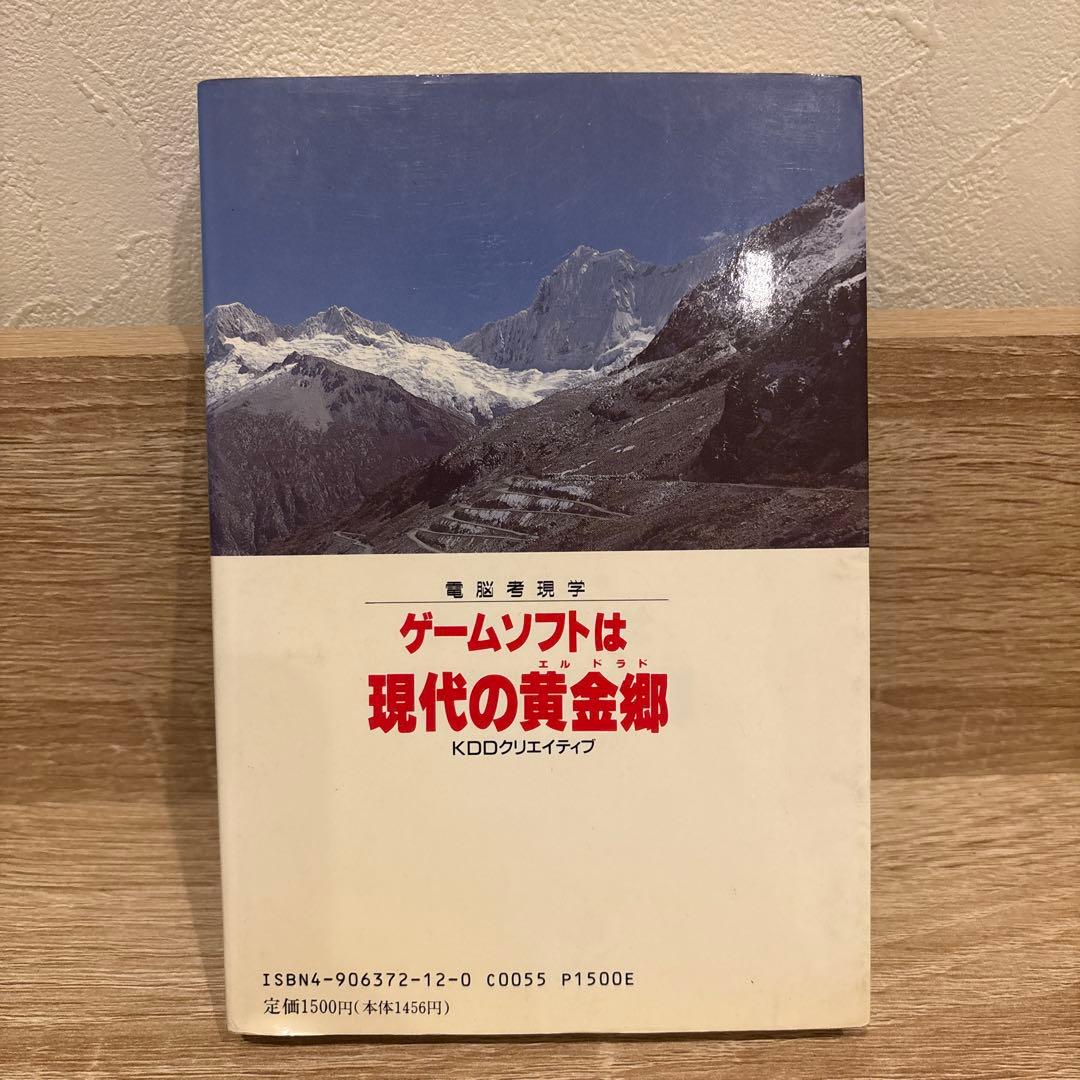 電脳考現学
ゲームソフトは
エルドラド
現代の黄金郷
KDDクリエイティブ
ISBN4-906372-12-0 C0055 P1500E
定価1500円(本体1456円)